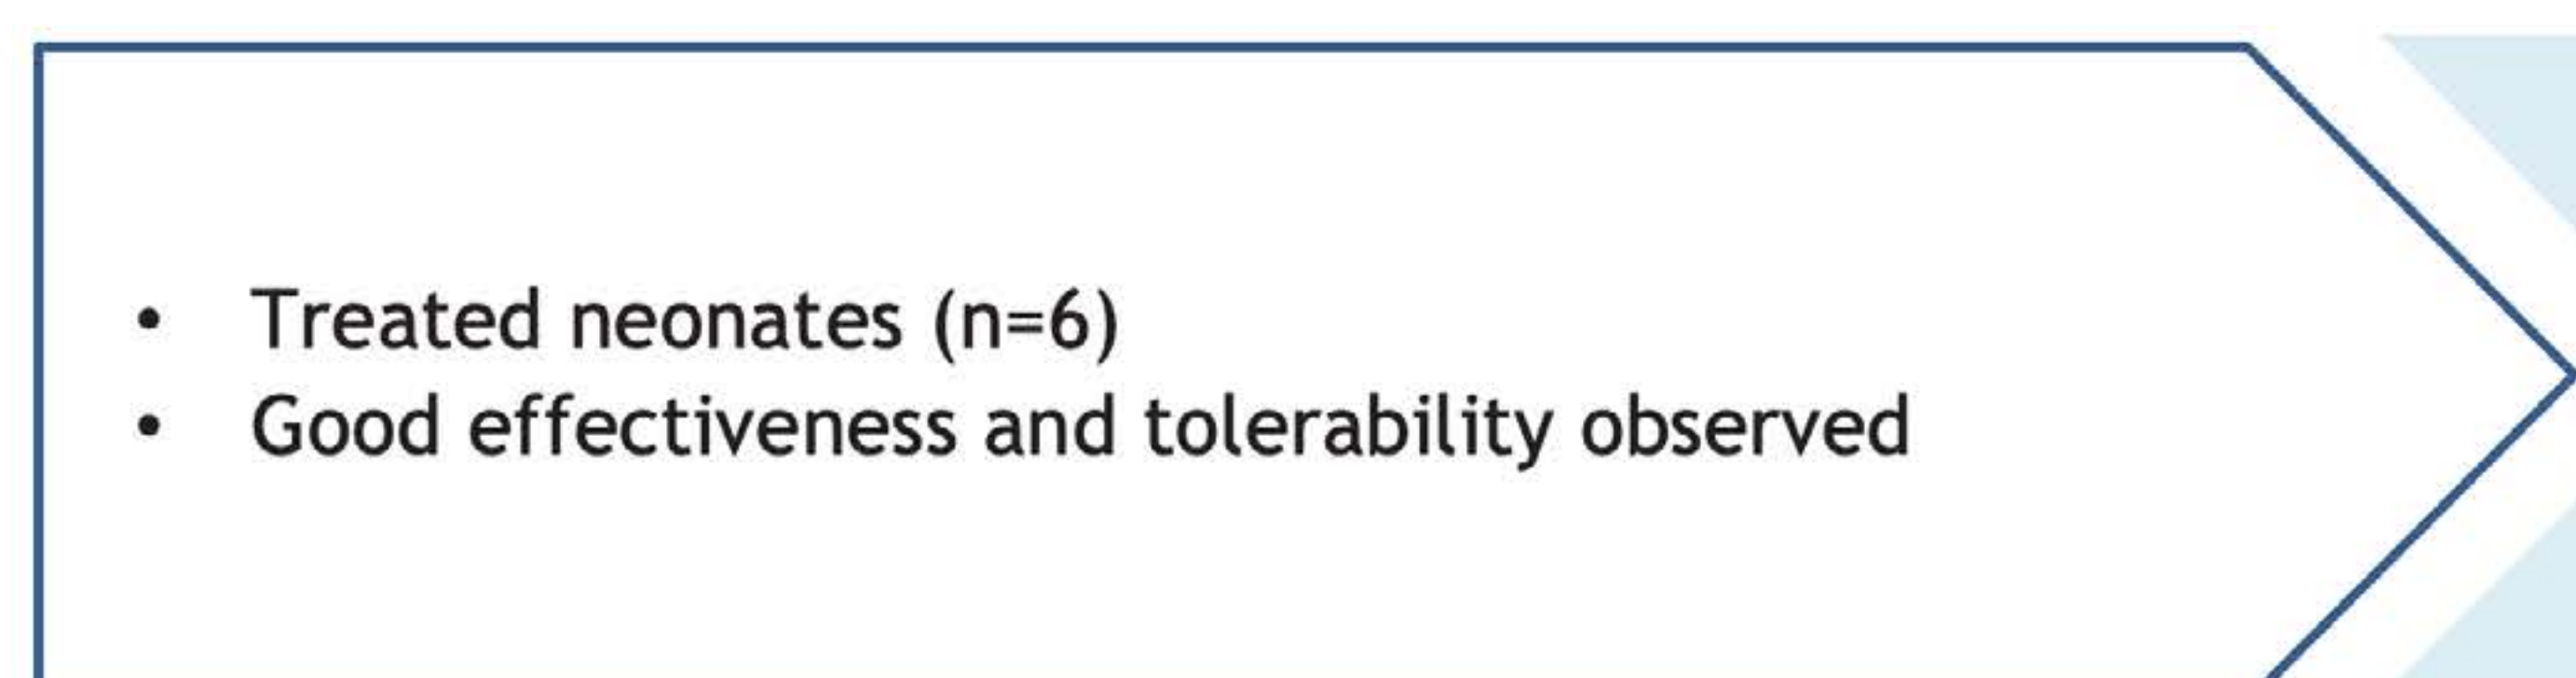 • Treated neonates (n=6)
• Good effectiveness and tolerability observed